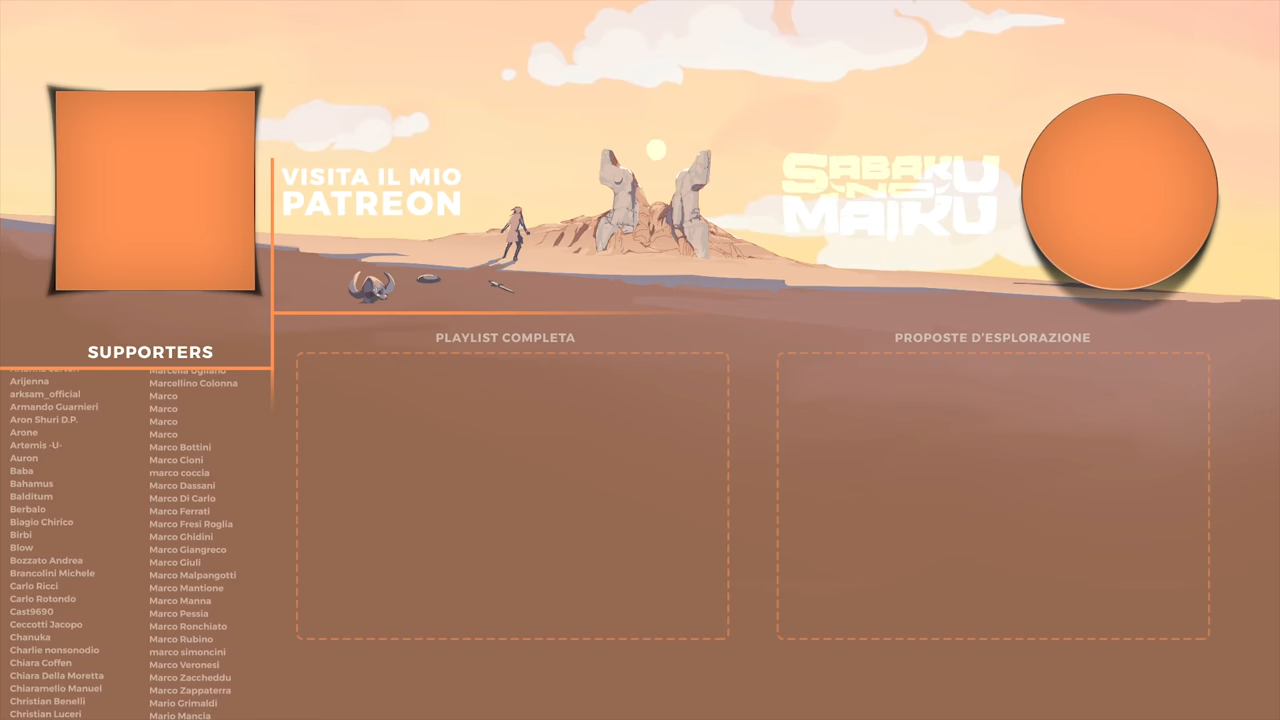 VISITA IL MIO
PATREON
SABAKU
NO
MAIKU
SUPPORTERS
PLAYLIST COMPLETA
PROPOSTE D'ESPLORAZIONE
Arijenna
arksam_official
Armando Guarnieri
Aron Shuri D.P.
Arone
Artemis -U-
Auron
Baba
Bahamus
Balditum
Berbalo
Biagio Chirico
Birbi
Blow
Bozzato Andrea
Brancolini Michele
Carlo Ricci
Carlo Rotondo
Cast9690
Ceccotti Jacopo
Chanuka
Charlie nonsonodio
Chiara Coffen
Chiara Della Moretta
Chiaramello Manuel
Christian Benelli
Christian Luceri
Marcella Ogliano
Marcellino Colonna
Marco
Marco
Marco
Marco
Marco Bottini
Marco Cioni
marco coccia
Marco Dassani
Marco Di Carlo
Marco Ferrati
Marco Fresi Roglia
Marco Ghidini
Marco Giangreco
Marco Giuli
Marco Malpangotti
Marco Mantione
Marco Manna
Marco Pessia
Marco Ronchiato
Marco Rubino
marco simoncini
Marco Veronesi
Marco Zaccheddu
Marco Zappaterra
Mario Grimaldi
Mario Mancia